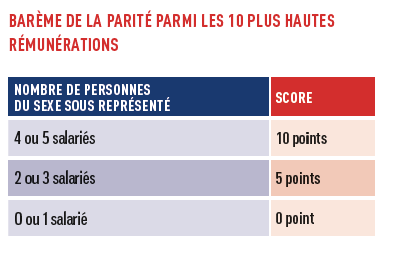 BARÈME DE LA PARITÉ PARMI LES 10 PLUS HAUTES
RÉMUNÉRATIONS
NOMBRE DE PERSONNES
DU SEXE SOUS REPRÉSENTÉ
SCORE
4 ou 5 salariés
10 points
2 ou 3 salariés
5 points
0 ou 1 salarié
0 point